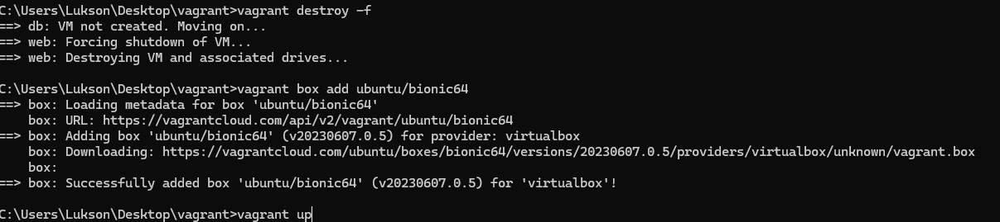 C:\Users\Lukson\Desktop\vagrant>vagrant destroy -f
==> db: VM not created. Moving on...
==> web: Forcing shutdown of VM...
==> web: Destroying VM and associated drives...
C:\Users\Lukson\Desktop\vagrant>vagrant box add ubuntu/bionic64
==> box: Loading metadata for box 'ubuntu/bionic64'
    box: URL: https://vagrantcloud.com/api/v2/vagrant/ubuntu/bionic64
==> box: Adding box 'ubuntu/bionic64' (v20230607.0.5) for provider: virtualbox
    box: Downloading: https://vagrantcloud.com/ubuntu/boxes/bionic64/versions/20230607.0.5/providers/virtualbox/unknown/vagrant.box
    box:
==> box: Successfully added box 'ubuntu/bionic64' (v20230607.0.5) for 'virtualbox'!
C:\Users\Lukson\Desktop\vagrant>vagrant up